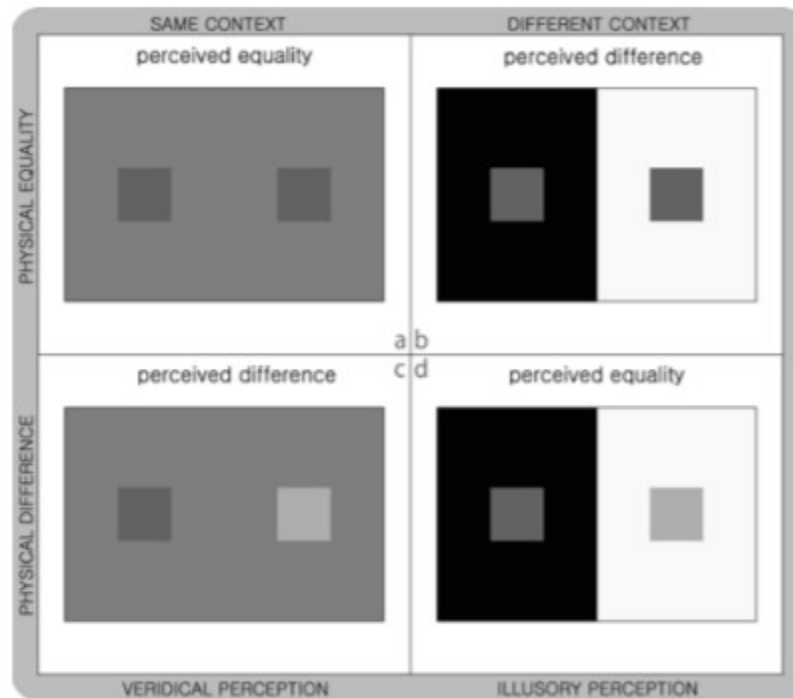 SAME CONTEXT
DIFFERENT CONTEXT
PHYSICAL EQUALITY
perceived equality
perceived difference
a b
c d
PHYSICAL DIFFERENCE
perceived difference
perceived equality
VERIDICAL PERCEPTION
ILLUSORY PERCEPTION